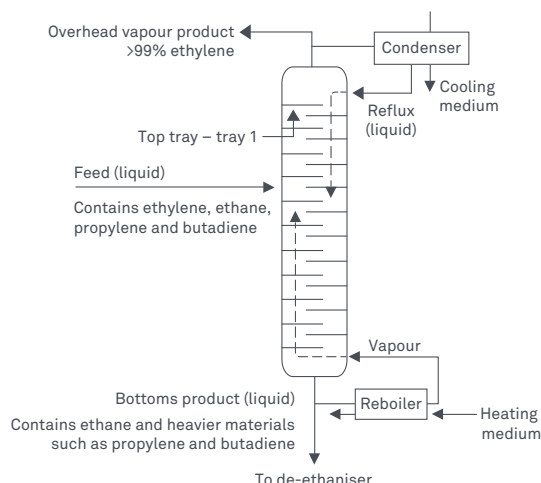 Overhead vapour product
>99% ethylene
Condenser
Cooling
medium
Reflux
(liquid)
Top tray – tray 1
Feed (liquid)
Contains ethylene, ethane,
propylene and butadiene
Vapour
Bottoms product (liquid)
Reboiler
Contains ethane and heavier materials
such as propylene and butadiene
Heating
medium
To de-ethaniser